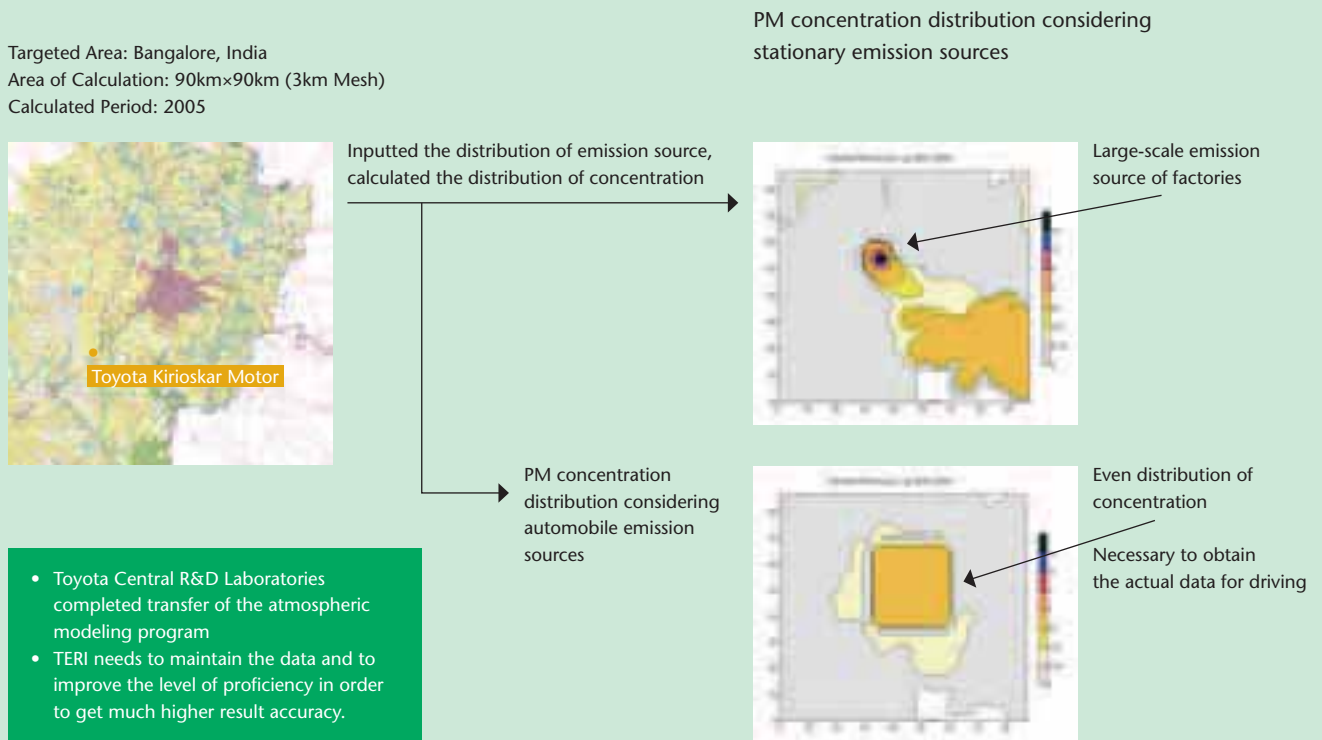 PM concentration distribution considering
stationary emission sources
Targeted Area: Bangalore, India
Area of Calculation: 90km×90km (3km Mesh)
Calculated Period: 2005
Inputted the distribution of emission source,
calculated the distribution of concentration
Large-scale emission
source of factories
Toyota Kirioskar Motor
PM concentration
distribution considering
automobile emission
sources
Even distribution of
concentration
Necessary to obtain
the actual data for driving
• Toyota Central R&D Laboratories
completed transfer of the atmospheric
modeling program
• TERI needs to maintain the data and to
improve the level of proficiency in order
to get much higher result accuracy.